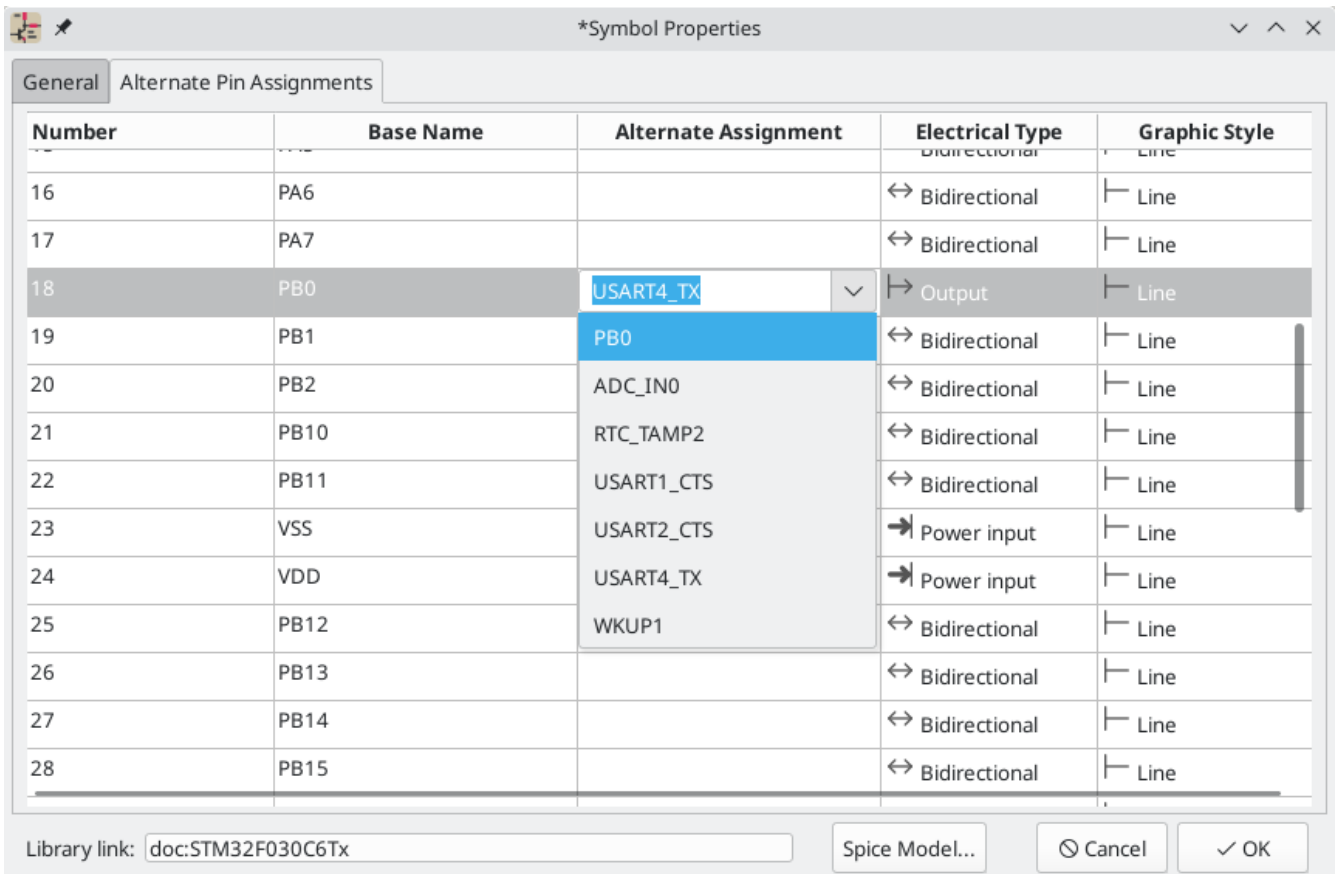 *Symbol Properties
General Alternate Pin Assignments
Number Base Name Alternate Assignment Electrical Type Graphic Style
Bidirectional Line
16 PA6 Bidirectional Line
17 PA7 Bidirectional Line
18 PB0 USART4_TX Output Line
19 PB1 PB0 Bidirectional Line
20 PB2 ADC_IN0 Bidirectional Line
21 PB10 RTC_TAMP2 Bidirectional Line
22 PB11 USART1_CTS Bidirectional Line
23 VSS USART2_CTS Power input Line
24 VDD USART4_TX Power input Line
25 PB12 WKUP1 Bidirectional Line
26 PB13 Bidirectional Line
27 PB14 Bidirectional Line
28 PB15 Bidirectional Line
Library link: doc:STM32F030C6Tx Spice Model... Cancel OK